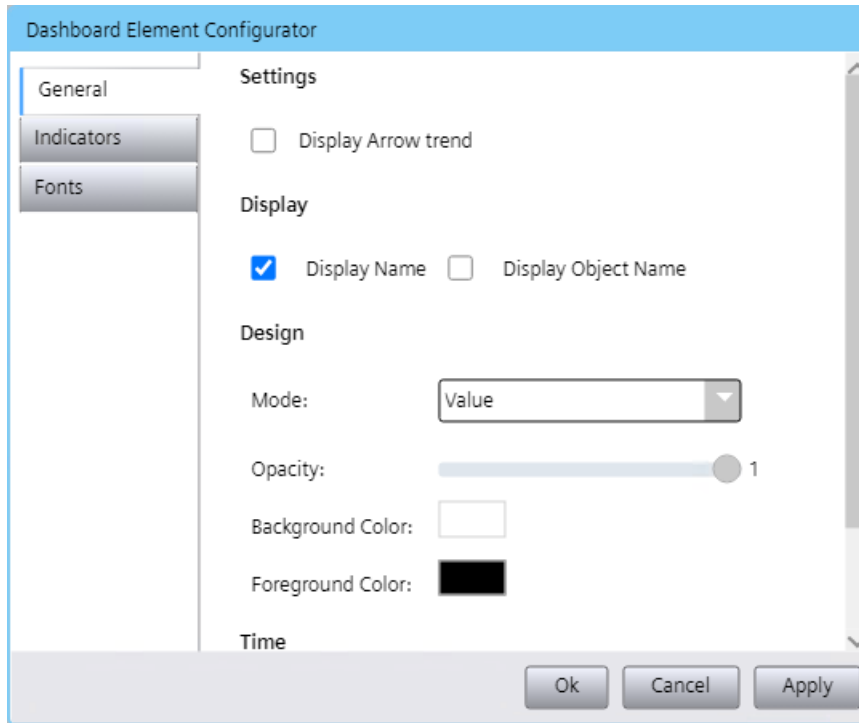 Dashboard Element Configurator
General
Indicators
Fonts
Settings
Display Arrow trend
Display
Display Name Display Object Name
Design
Mode: Value
Opacity: 1
Background Color:
Foreground Color:
Time
Ok Cancel Apply